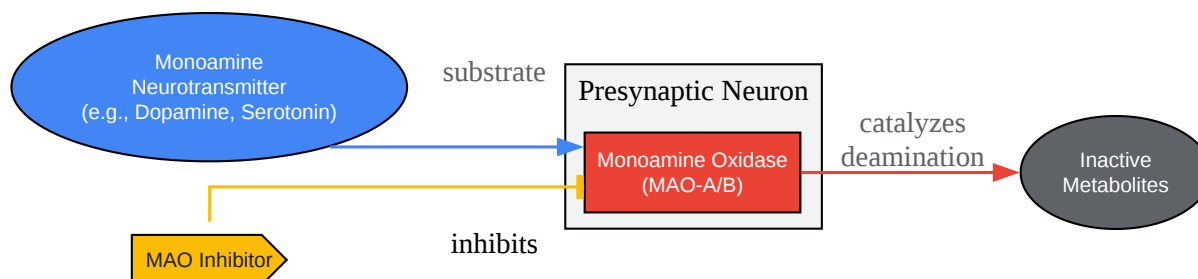 Monoamine
Neurotransmitter
(e.g., Dopamine, Serotonin)
substrate
Presynaptic Neuron
Monoamine Oxidase
(MAO-A/B)
catalyzes
deamination
Inactive
Metabolites
inhibits
MAO Inhibitor